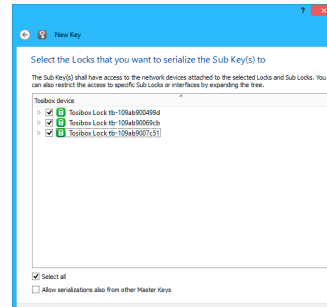 ?
New Key
Select the Locks that you want to serialize the Sub Key(s) to
The Sub Key(s) shall have access to the network devices attached to the selected Locks and Sub Locks. You
can also restrict the access to specific Sub Locks or interfaces by expanding the tree.
Tosibox device
Tosibox Lock tb-109ab900499d
Tosibox Lock tb-109ab90069cb
Tosibox Lock tb-109ab9007c51
Select all
Allow serializations also from other Master Keys